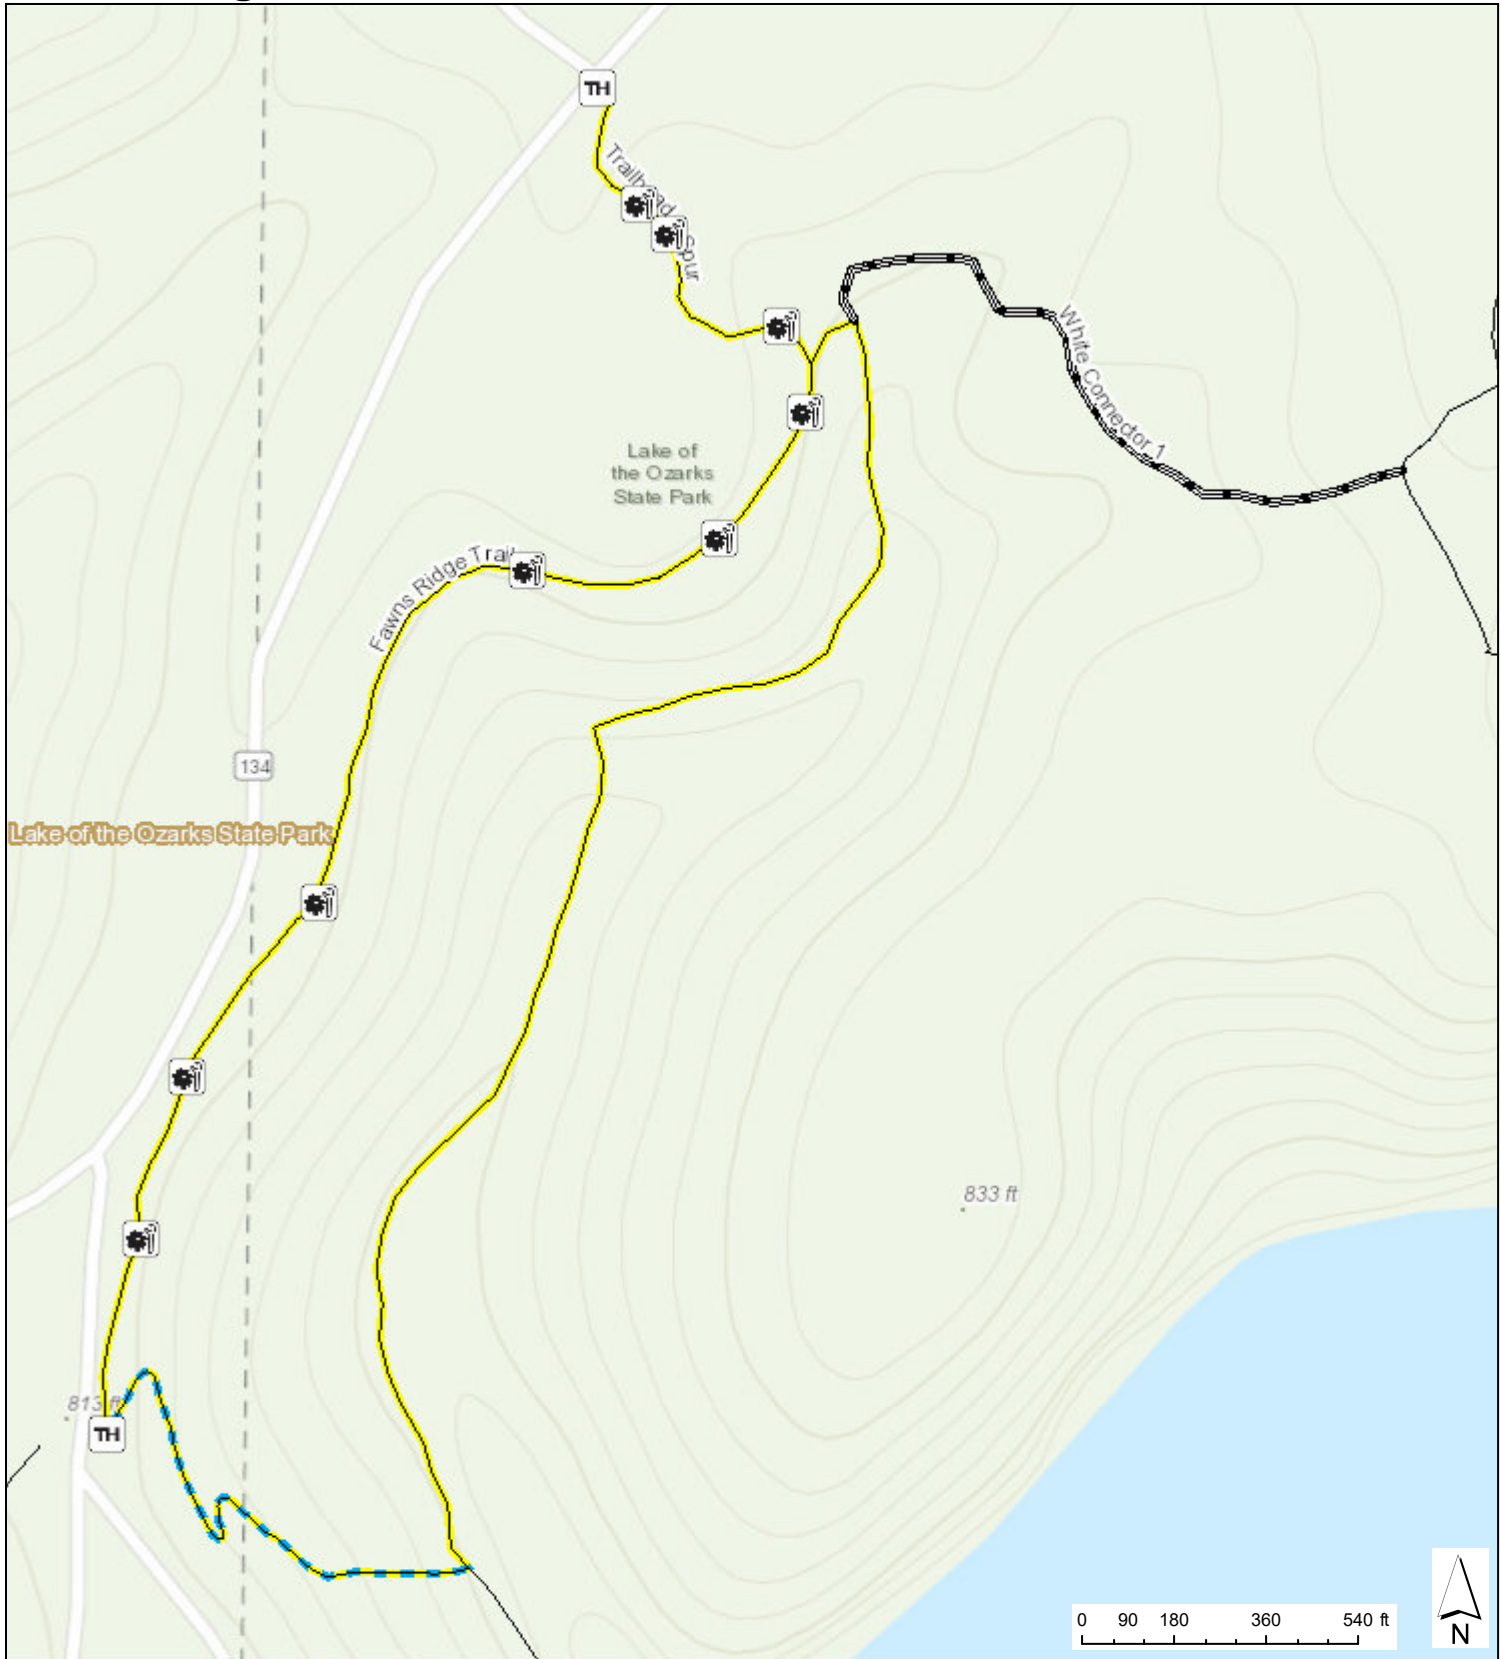 TH
Trailhead Spur
White Connector 1
Lake of
the Ozarks
State Park
Fawns Ridge Trail
134
Lake of the Ozarks State Park
833 ft
813 ft
TH
0 90 180 360 540 ft
N